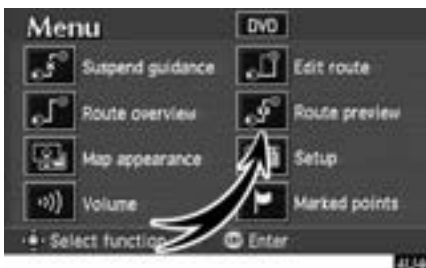 Menu DVD
Suspend guidance Edit route
Route overview Route preview
Map appearance Setup
Volume Marked points
Select function Enter